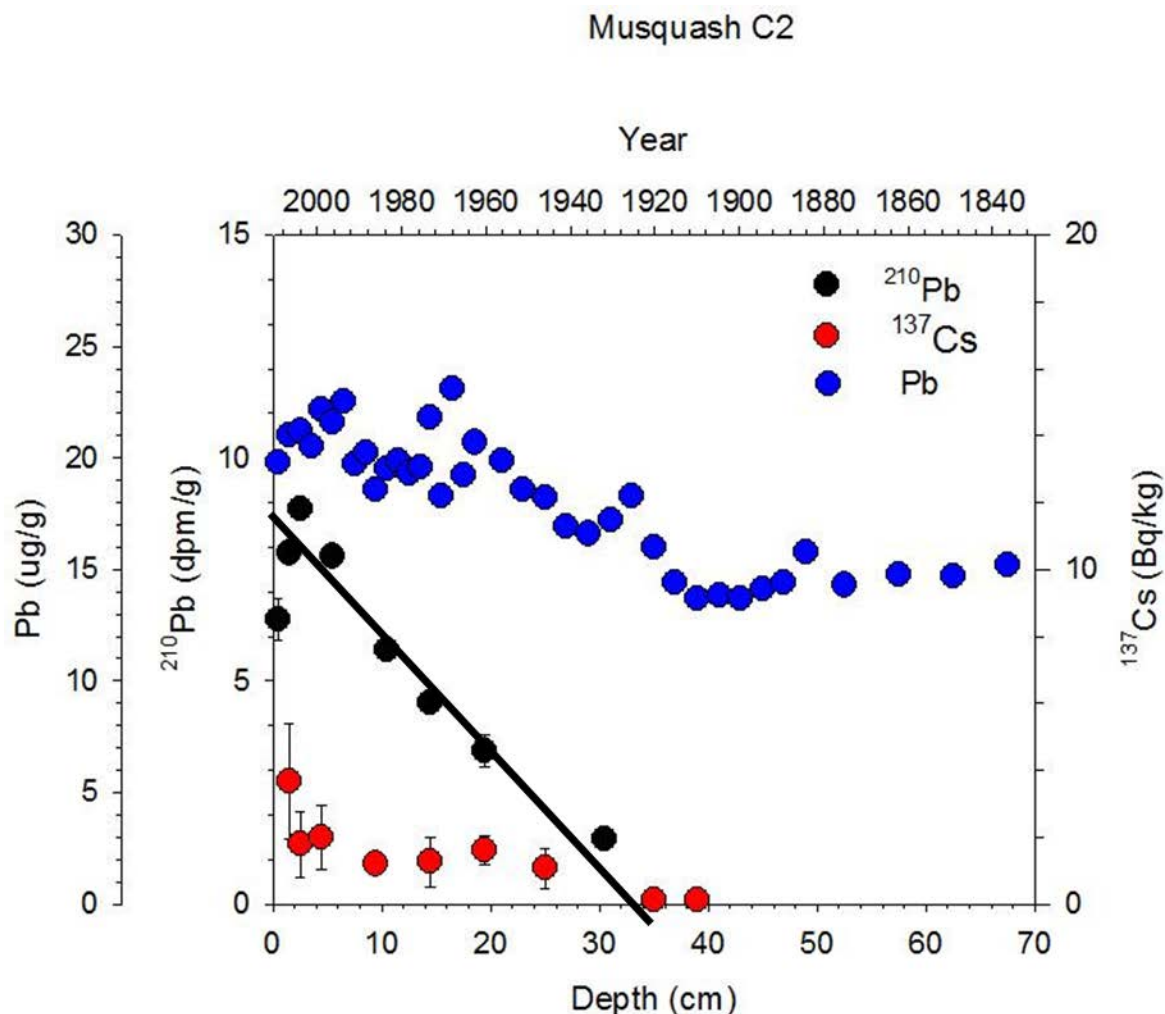 Musquash C2
Year
2000 1980 1960 1940 1920 1900 1880 1860 1840
30 15 20
²¹⁰Pb
¹³⁷Cs
25
Pb
20 10
Pb (ug/g)
²¹⁰Pb (dpm/g)
15 10
¹³⁷Cs (Bq/kg)
10 5
5
0 0 0
0 10 20 30 40 50 60 70
Depth (cm)